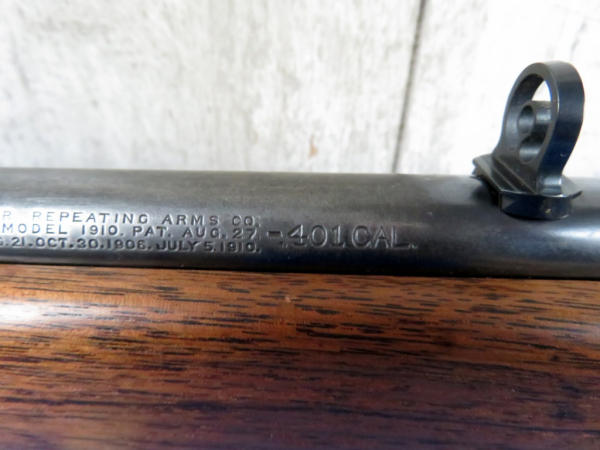 R REPEATING ARMS CO.
MODEL 1910. PAT. AUG. 27 -.401 CAL.
G.21.OCT.30.1906. JULY 5.1910.